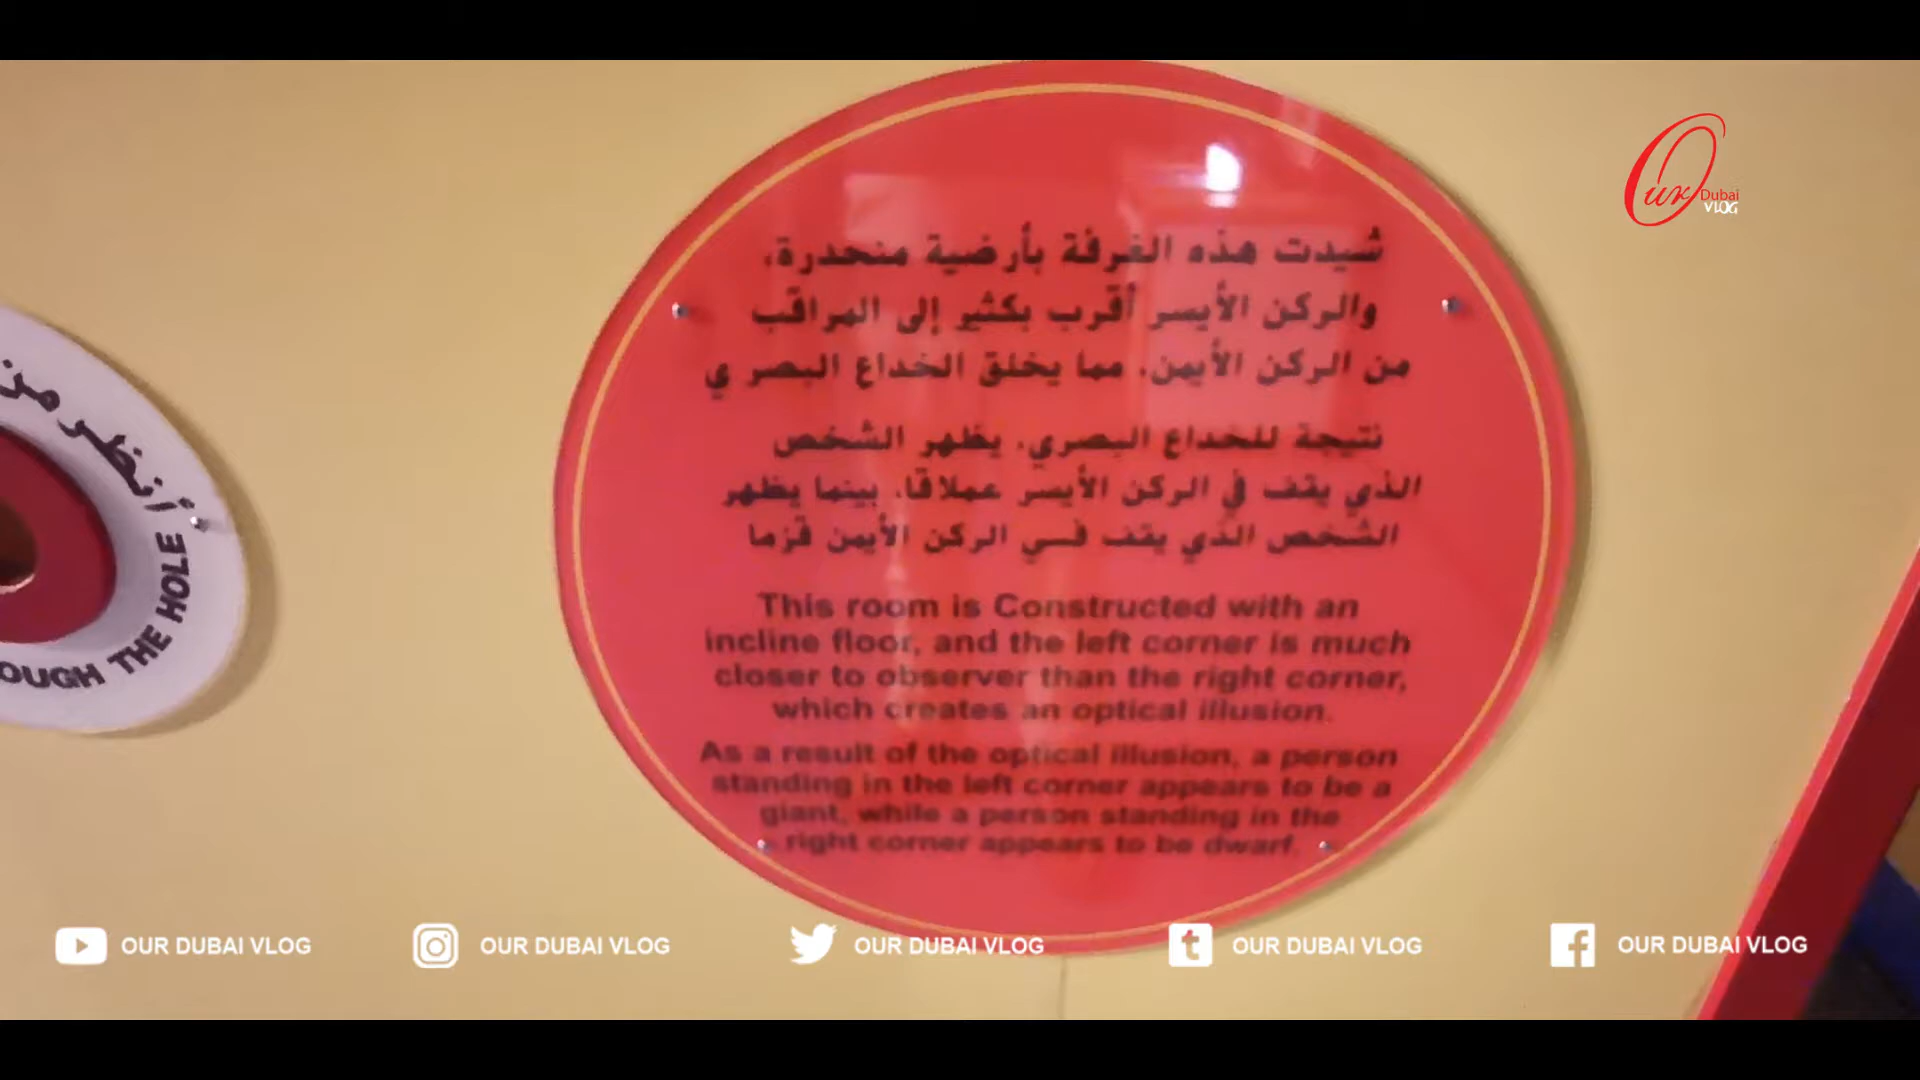 Our Dubai
VLOG
شيدت هذه الغرفة بأرضية منحدرة،
والركن الأيسر أقرب بكثير إلى المراقب
من الركن الأيمن، مما يخلق الخداع البصر ي
نتيجة للخداع البصري، يظهر الشخص
الذي يقف في الركن الأيسر عملاقا، بينما يظهر
الشخص الذي يقف فـي الركن الأيمن قزما
This room is Constructed with an
incline floor, and the left corner is much
closer to observer than the right corner,
which creates an optical illusion.
As a result of the optical illusion, a person
standing in the left corner appears to be a
giant, while a person standing in the
right corner appears to be dwarf.
أنظر من
OUGH THE HOLE
OUR DUBAI VLOG
OUR DUBAI VLOG
OUR DUBAI VLOG
OUR DUBAI VLOG
OUR DUBAI VLOG